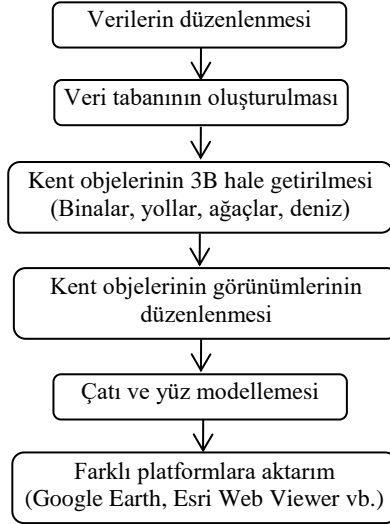 Verilerin düzenlenmesi
Veri tabanının oluşturulması
Kent objelerinin 3B hale getirilmesi
(Binalar, yollar, ağaçlar, deniz)
Kent objelerinin görünümlerinin
düzenlenmesi
Çatı ve yüz modellemesi
Farklı platformlara aktarım
(Google Earth, Esri Web Viewer vb.)